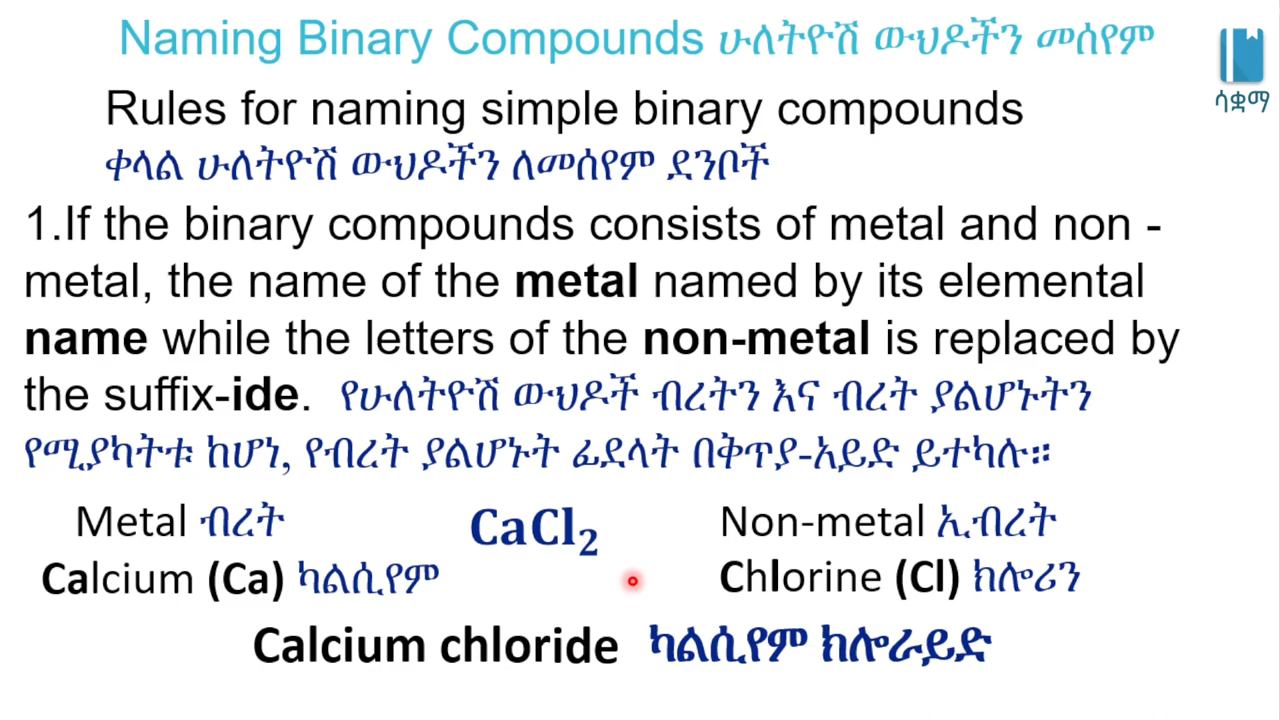 Naming Binary Compounds ሁለትዮሽ ውህዶችን መሰየም
ሳቋማ
Rules for naming simple binary compounds
ቀላል ሁለትዮሽ ውህዶችን ለመሰየም ደንቦች
1.If the binary compounds consists of metal and non -
metal, the name of the metal named by its elemental
name while the letters of the non-metal is replaced by
the suffix-ide. የሁለትዮሽ ውህዶች ብረትን እና ብረት ያልሆኑትን
የሚያካትቱ ከሆነ, የብረት ያልሆኑት ፊደላት በቅጥያ-አይድ ይተካሉ።
Metal ብረት CaCl₂ Non-metal ኢብረት
Calcium (Ca) ካልሲየም Chlorine (Cl) ክሎሪን
Calcium chloride ካልሲየም ክሎራይድ